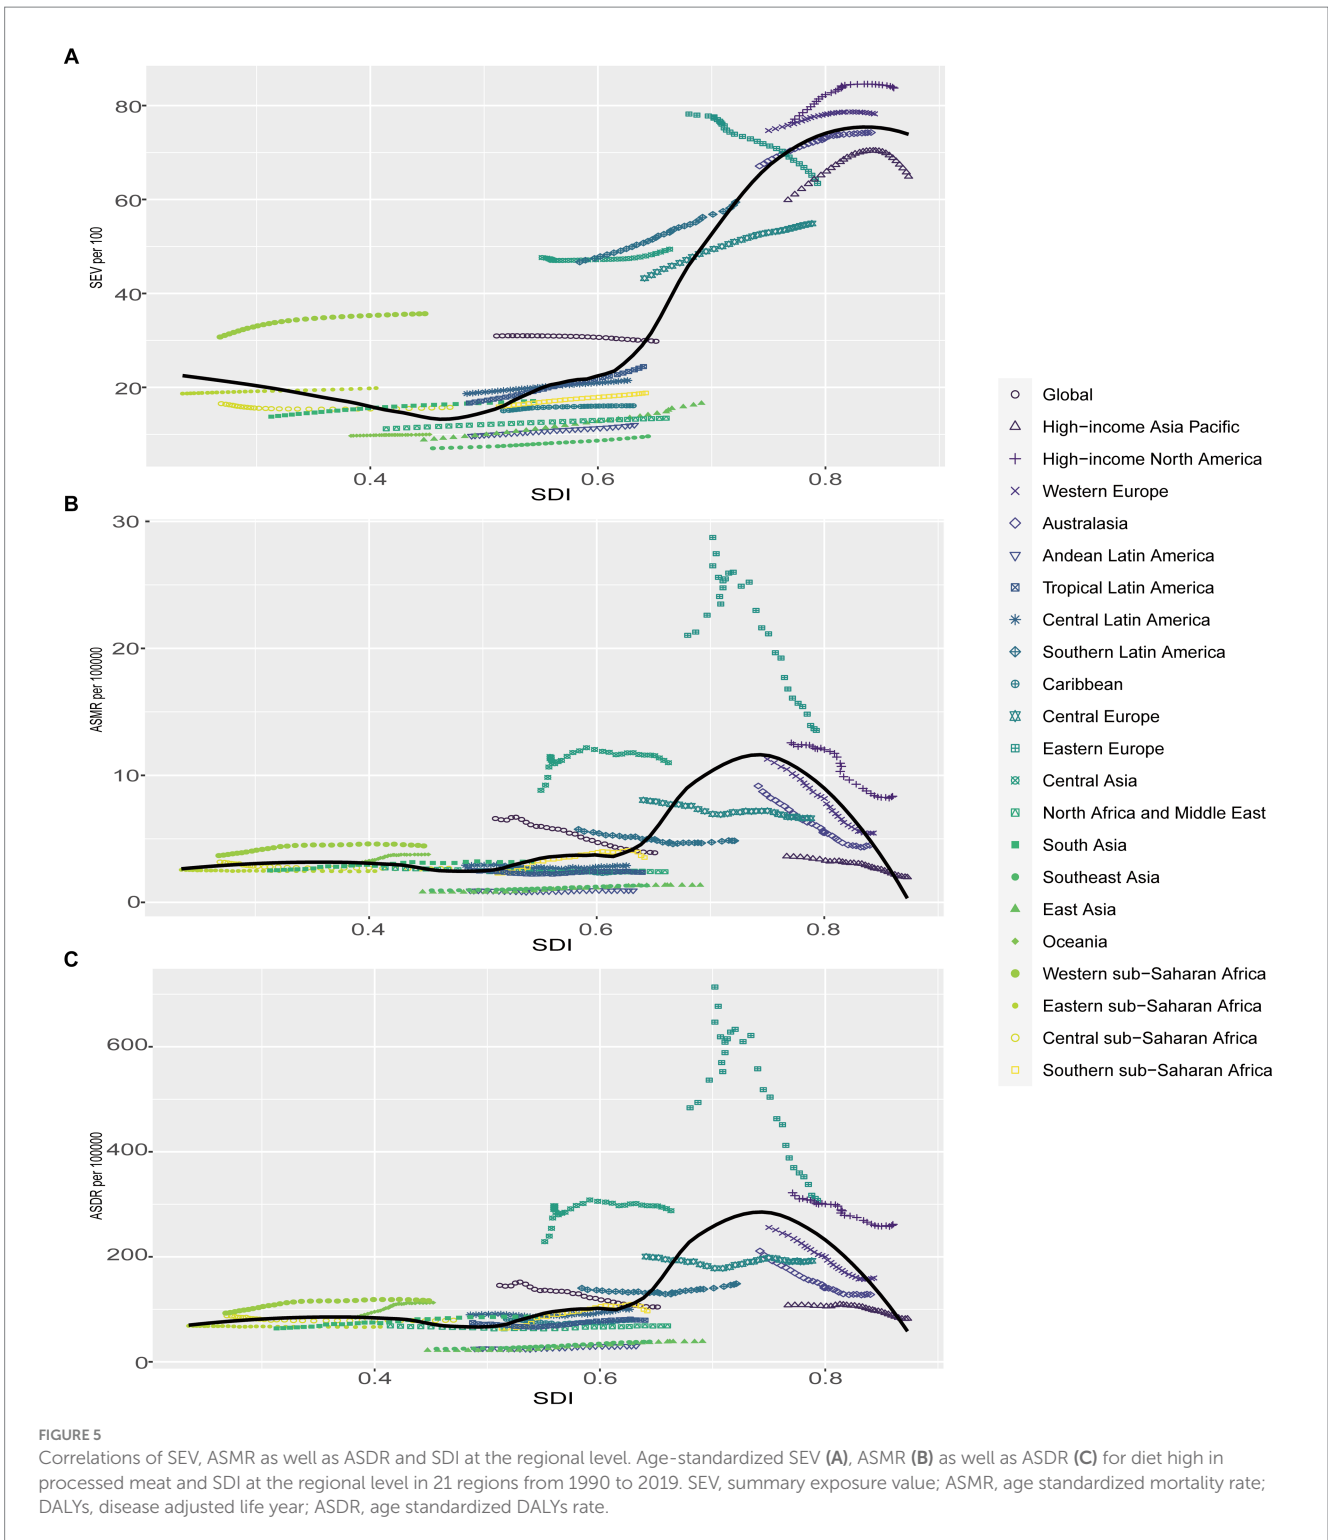 A
80
60
40
20
SEV per 100
0.4
0.6
0.8
SDI
B
30
20
10
0
ASMR per 100000
0.4
0.6
0.8
SDI
C
600
400
200
0
ASDR per 100000
0.4
0.6
0.8
SDI
Global
High−income Asia Pacific
High−income North America
Western Europe
Australasia
Andean Latin America
Tropical Latin America
Central Latin America
Southern Latin America
Caribbean
Central Europe
Eastern Europe
Central Asia
North Africa and Middle East
South Asia
Southeast Asia
East Asia
Oceania
Western sub−Saharan Africa
Eastern sub−Saharan Africa
Central sub−Saharan Africa
Southern sub−Saharan Africa
FIGURE 5
Correlations of SEV, ASMR as well as ASDR and SDI at the regional level. Age-standardized SEV (A), ASMR (B) as well as ASDR (C) for diet high in
processed meat and SDI at the regional level in 21 regions from 1990 to 2019. SEV, summary exposure value; ASMR, age standardized mortality rate;
DALYs, disease adjusted life year; ASDR, age standardized DALYs rate.